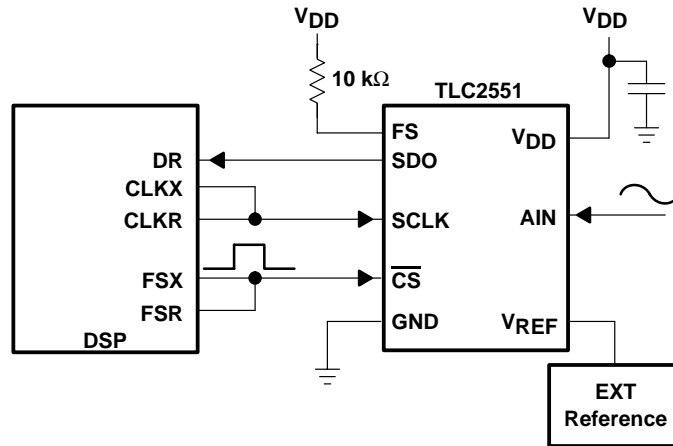 VDD
VDD
10 kΩ
TLC2551
FS
VDD
DR
SDO
CLKX
CLKR
SCLK
AIN
FSX
CS
FSR
GND
VREF
DSP
EXT
Reference